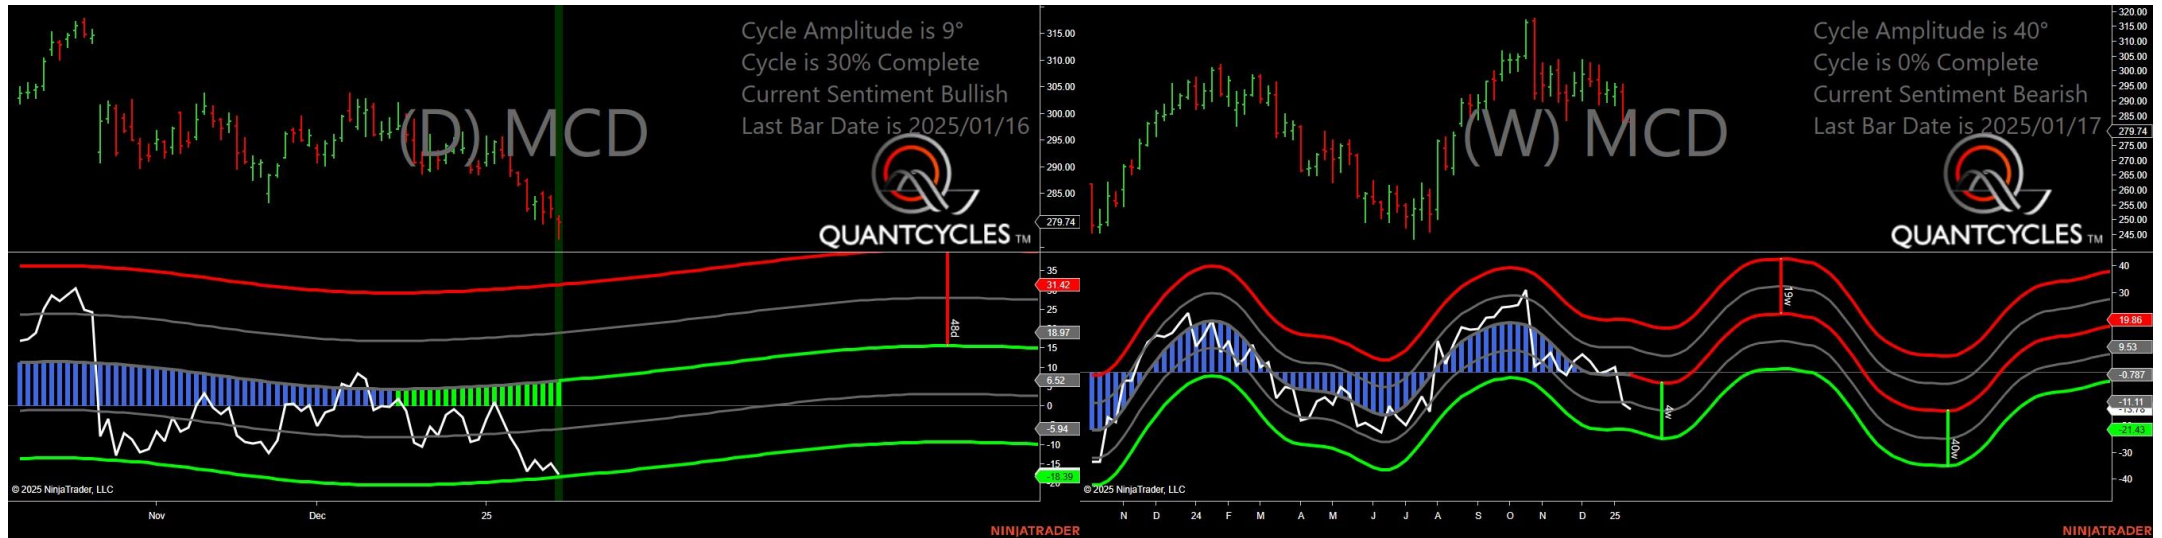 Cycle Amplitude is 9°
Cycle is 30% Complete
Current Sentiment Bullish
Last Bar Date is 2025/01/16
(D) MCD
QUANTCYCLES TM
315.00
310.00
305.00
300.00
295.00
290.00
285.00
279.74
35
31.42
25
18.97
15
10
6.52
0
-5.94
-10
-15
-18.39
48d
© 2025 NinjaTrader, LLC
Nov
Dec
25
NINJATRADER
Cycle Amplitude is 40°
Cycle is 0% Complete
Current Sentiment Bearish
Last Bar Date is 2025/01/17
(W) MCD
QUANTCYCLES TM
320.00
315.00
310.00
305.00
300.00
295.00
290.00
285.00
279.74
275.00
270.00
265.00
260.00
255.00
250.00
245.00
40
30
19.86
9.53
-0.787
-11.11
-21.43
-30
-40
19w
4w
40w
© 2025 NinjaTrader, LLC
N D 24 F M A M J J A S O N D 25
NINJATRADER